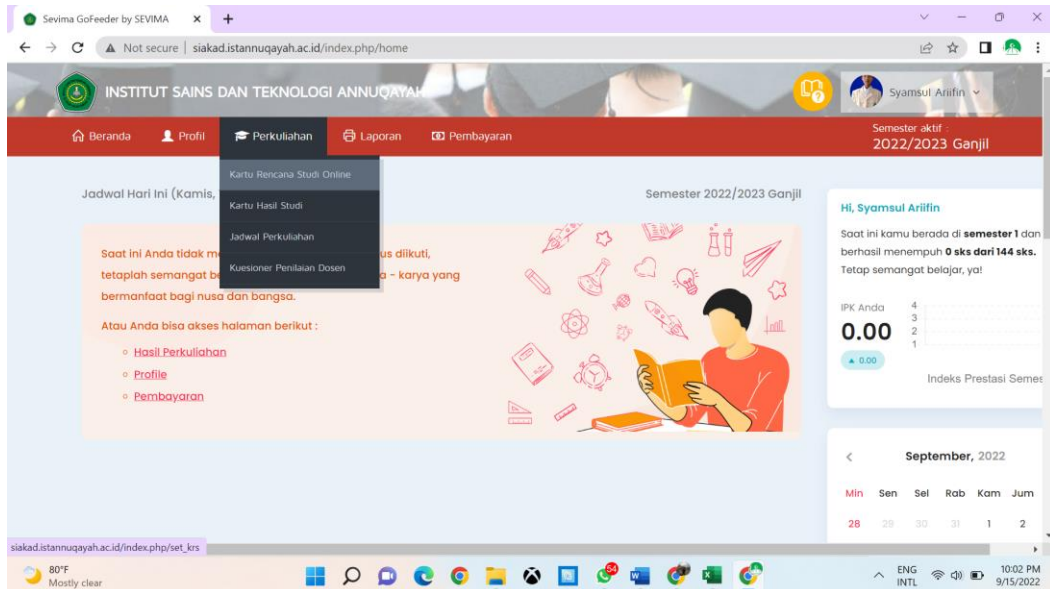 Sevima GoFeeder by SEVIMA
Not secure | siakad.istannuqayah.ac.id/index.php/home
INSTITUT SAINS DAN TEKNOLOGI ANNUQAYAH
Syamsul Ariifin
Beranda Profil Perkuliahan Laporan Pembayaran
Semester aktif :
2022/2023 Ganjil
Kartu Rencana Studi Online
Kartu Hasil Studi
Jadwal Perkuliahan
Kuesioner Penilaian Dosen
Jadwal Hari Ini (Kamis,
Semester 2022/2023 Ganjil
Saat ini Anda tidak me us diikuti,
tetaplah semangat be a - karya yang
bermanfaat bagi nusa dan bangsa.
Atau Anda bisa akses halaman berikut :
Hasil Perkuliahan
Profile
Pembayaran
Hi, Syamsul Ariifin
Saat ini kamu berada di semester 1 dan
berhasil menempuh 0 sks dari 144 sks.
Tetap semangat belajar, ya!
IPK Anda
0.00
0.00
4
3
2
1
Indeks Prestasi Semes
September, 2022
Min Sen Sel Rab Kam Jum
28 29 30 31 1 2
siakad.istannuqayah.ac.id/index.php/set_krs
80°F
Mostly clear
54
ENG
INTL
10:02 PM
9/15/2022